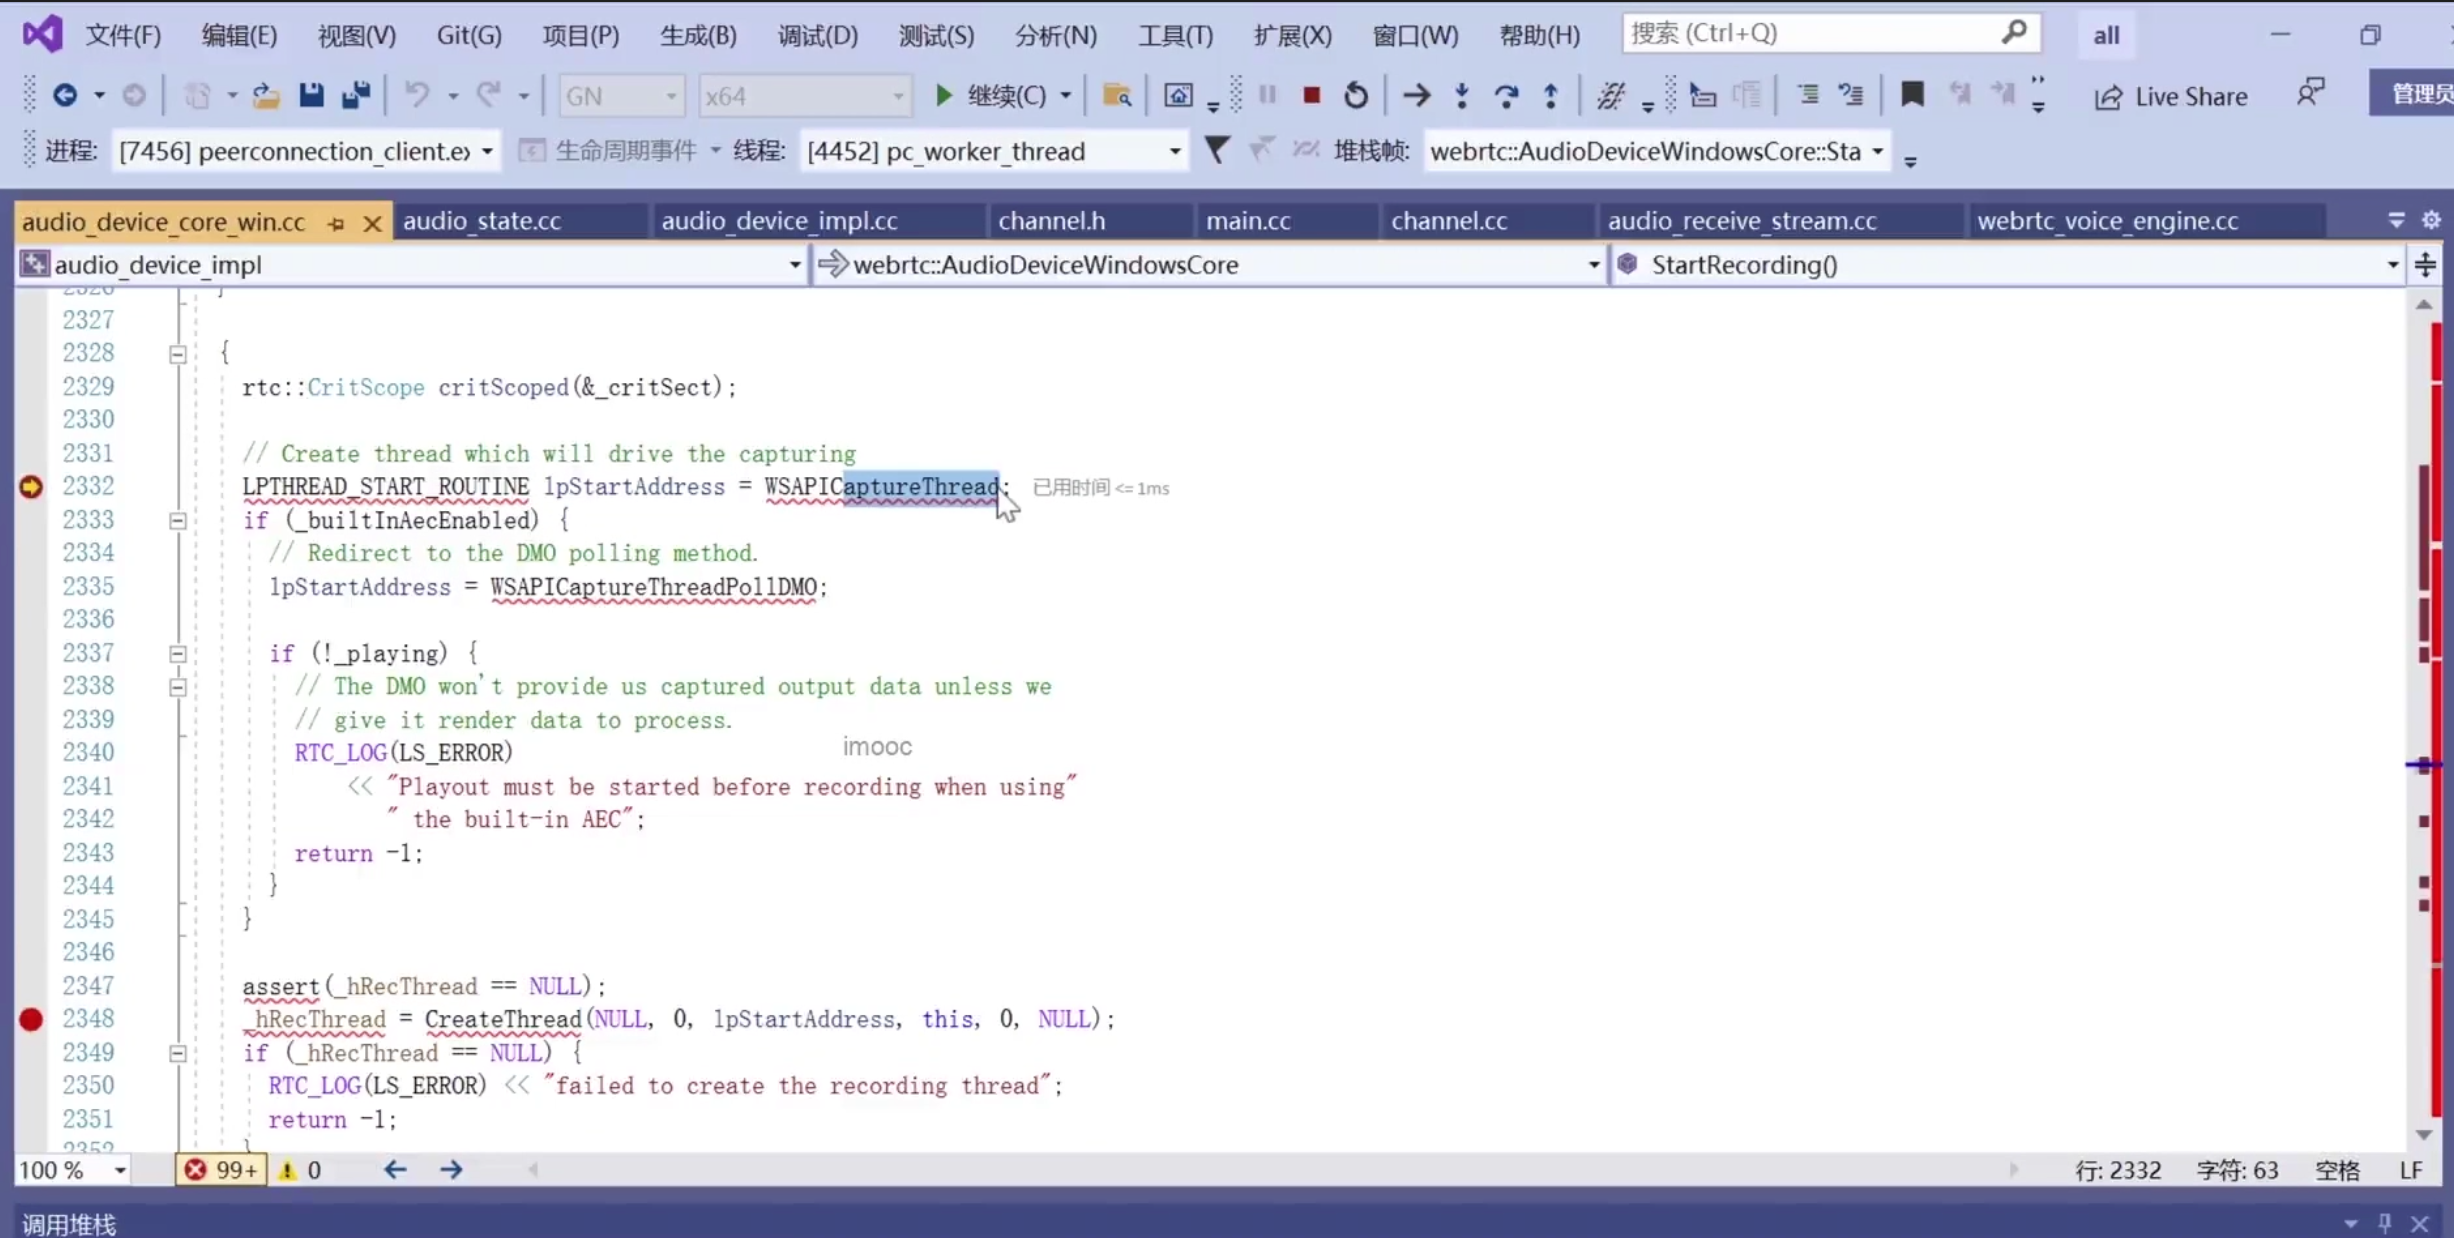 文件(F) 编辑(E) 视图(V) Git(G) 项目(P) 生成(B) 调试(D) 测试(S) 分析(N) 工具(T) 扩展(X) 窗口(W) 帮助(H) 搜索 (Ctrl+Q) all
GN x64 继续(C) Live Share 管理员
进程: [7456] peerconnection_client.ex 生命周期事件 线程: [4452] pc_worker_thread 堆栈帧: webrtc::AudioDeviceWindowsCore::Sta
audio_device_core_win.cc audio_state.cc audio_device_impl.cc channel.h main.cc channel.cc audio_receive_stream.cc webrtc_voice_engine.cc
audio_device_impl webrtc::AudioDeviceWindowsCore StartRecording()
2326 }
2327
2328 {
2329 rtc::CritScope critScoped(&_critSect);
2330
2331 // Create thread which will drive the capturing
2332 LPTHREAD_START_ROUTINE lpStartAddress = WSAPICaptureThread; 已用时间 <= 1ms
2333 if (_builtInAecEnabled) {
2334 // Redirect to the DMO polling method.
2335 lpStartAddress = WSAPICaptureThreadPollDMO;
2336
2337 if (!_playing) {
2338 // The DMO won't provide us captured output data unless we
2339 // give it render data to process.
2340 RTC_LOG(LS_ERROR)
imooc
2341 << "Playout must be started before recording when using"
2342 " the built-in AEC";
2343 return -1;
2344 }
2345 }
2346
2347 assert(_hRecThread == NULL);
2348 _hRecThread = CreateThread(NULL, 0, lpStartAddress, this, 0, NULL);
2349 if (_hRecThread == NULL) {
2350 RTC_LOG(LS_ERROR) << "failed to create the recording thread";
2351 return -1;
2352 }
100 % 99+ 0 行: 2332 字符: 63 空格 LF
调用堆栈